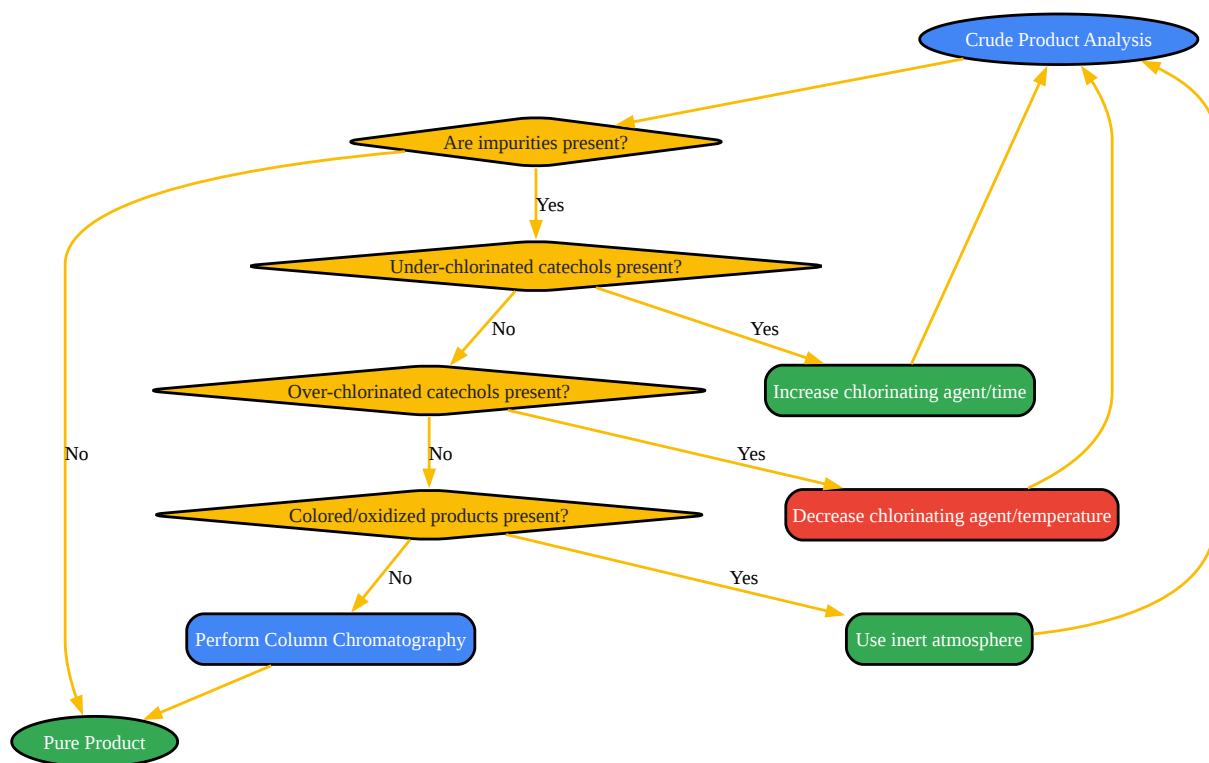 Crude Product Analysis
Are impurities present?
Yes
Under-chlorinated catechols present?
No
Yes
Over-chlorinated catechols present?
Increase chlorinating agent/time
No
No
Yes
Colored/oxidized products present?
Decrease chlorinating agent/temperature
No
Yes
Perform Column Chromatography
Use inert atmosphere
Pure Product